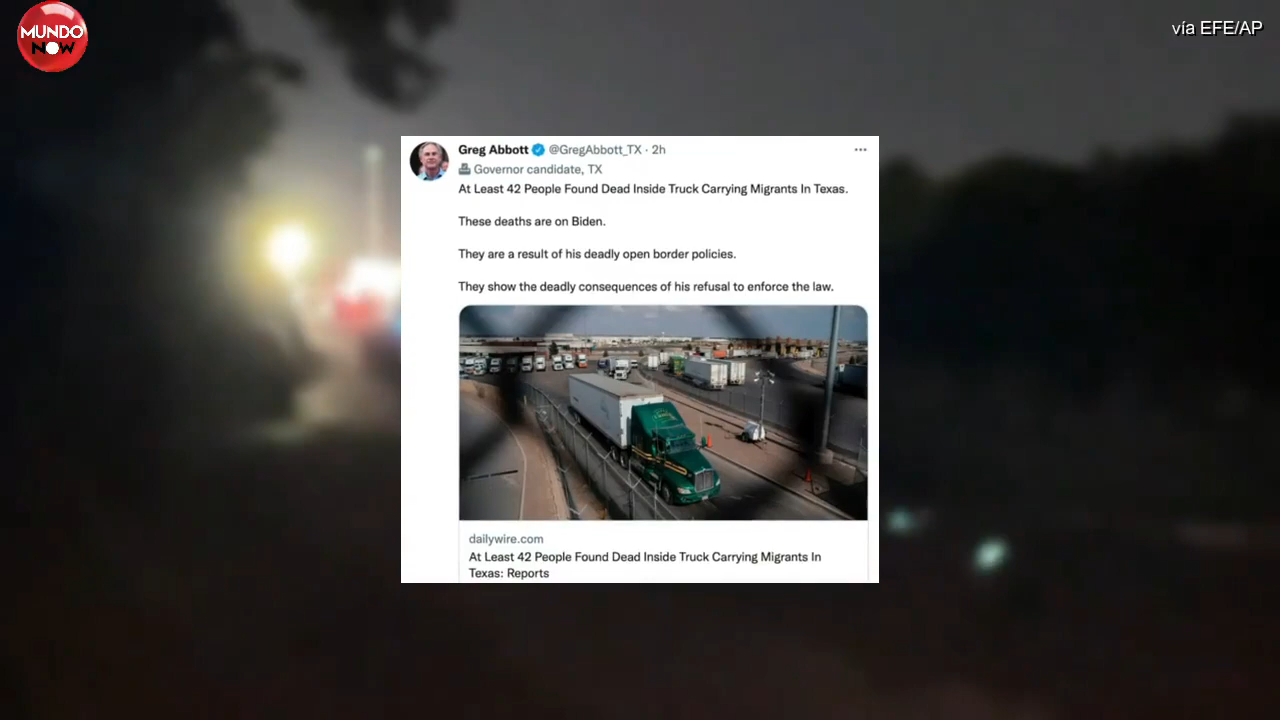 MUNDO
NOW
vía EFE/AP
Greg Abbott @GregAbbott_TX · 2h
Governor candidate, TX
At Least 42 People Found Dead Inside Truck Carrying Migrants In Texas.
These deaths are on Biden.
They are a result of his deadly open border policies.
They show the deadly consequences of his refusal to enforce the law.
dailywire.com
At Least 42 People Found Dead Inside Truck Carrying Migrants In
Texas: Reports